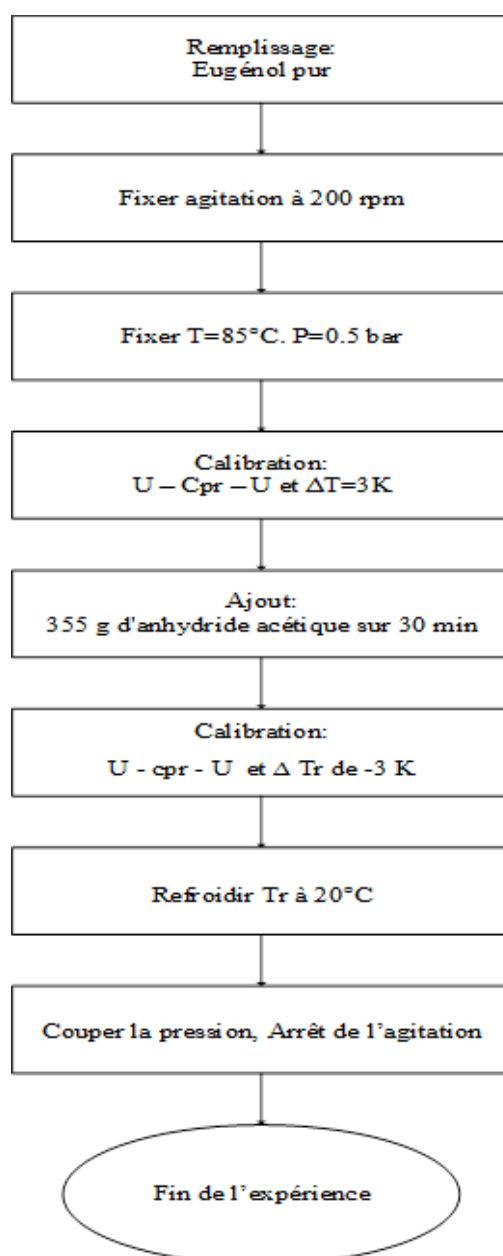 Remplissage:
Eugénol pur
Fixer agitation à 200 rpm
Fixer T=85°C. P=0.5 bar
Calibration:
U – Cpr – U et ΔT=3K
Ajout:
355 g d'anhydride acétique sur 30 min
Calibration:
U - cpr - U et Δ Tr de -3 K
Refroidir Tr à 20°C
Couper la pression, Arrêt de l’agitation
Fin de l’expérience